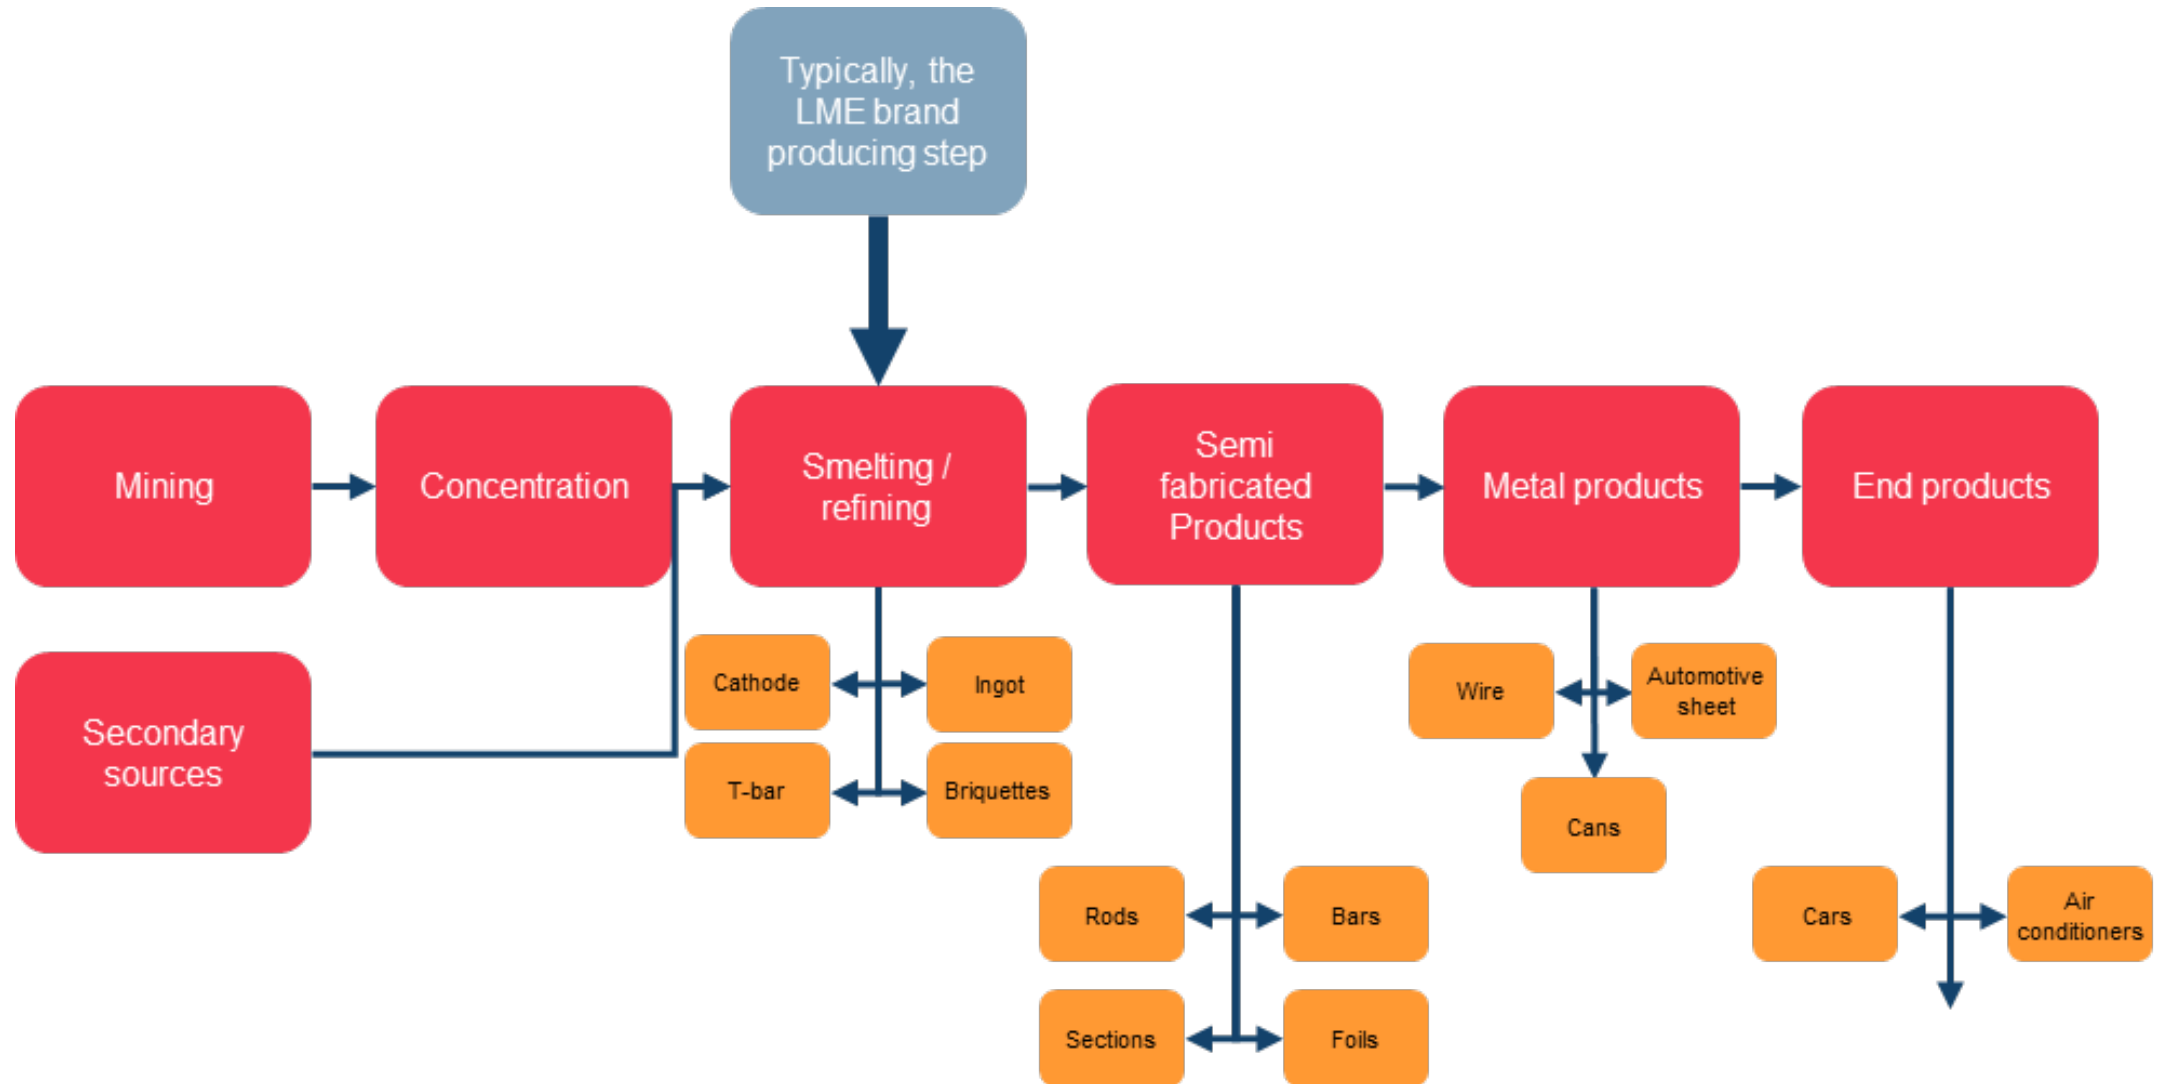 Typically, the
LME brand
producing step
Mining
Concentration
Smelting /
refining
Semi
fabricated
Products
Metal products
End products
Secondary
sources
Cathode
Ingot
T-bar
Briquettes
Rods
Bars
Sections
Foils
Wire
Automotive
sheet
Cans
Cars
Air
conditioners